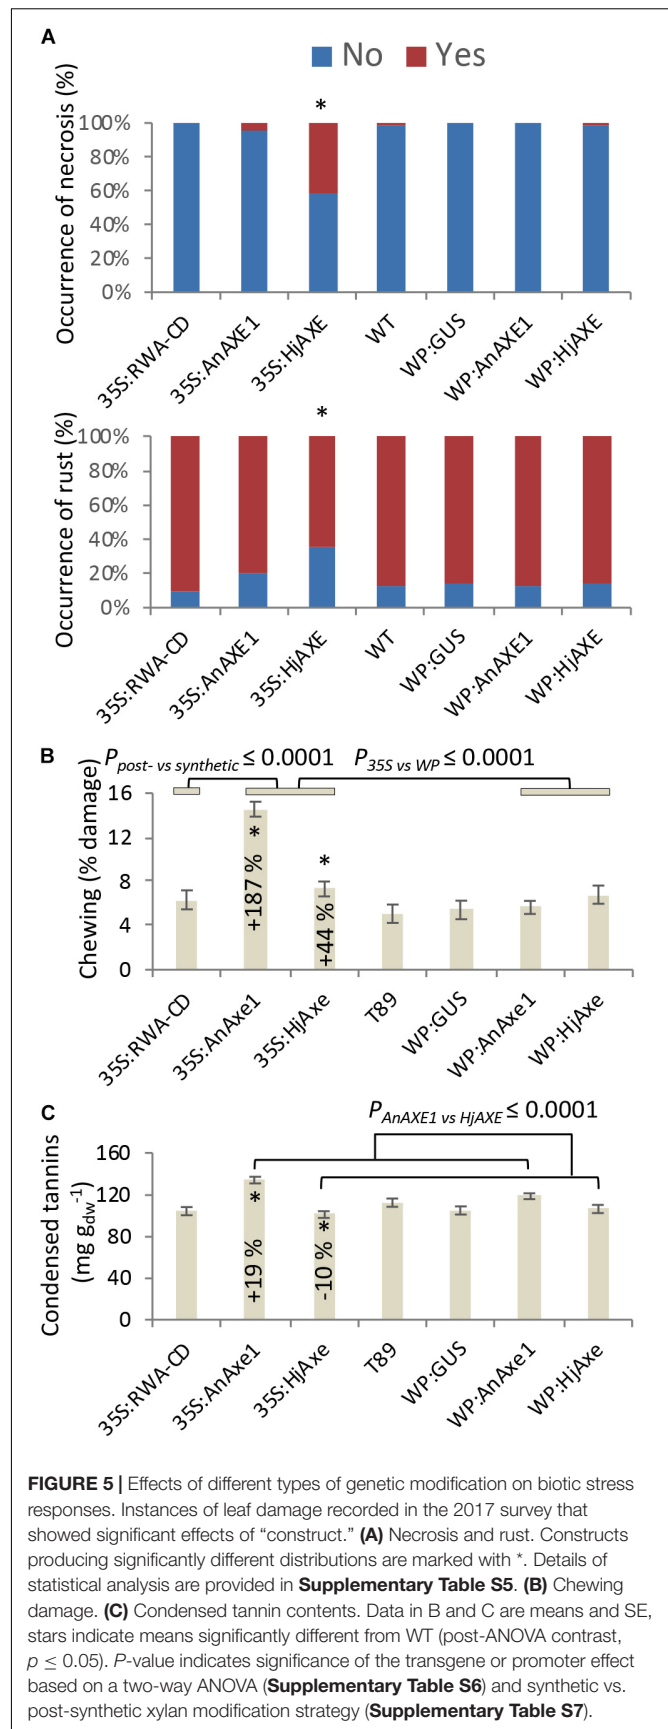 A
No Yes
Occurrence of necrosis (%)
*
100%
80%
60%
40%
20%
0%
35S:RWA-CD
35S:AnAXE1
35S:HjAXE
WT
WP:GUS
WP:AnAXE1
WP:HjAXE
Occurrence of rust (%)
*
100%
80%
60%
40%
20%
0%
35S:RWA-CD
35S:AnAXE1
35S:HjAXE
WT
WP:GUS
WP:AnAXE1
WP:HjAXE
B
P post- vs synthetic ≤ 0.0001 P 35S vs WP ≤ 0.0001
Chewing (% damage)
16
12
8
4
0
*
+187 %
*
+44 %
35S:RWA-CD
35S:AnAxe1
35S:HjAxe
T89
WP:GUS
WP:AnAxe1
WP:HjAxe
C
P AnAXE1 vs HjAXE ≤ 0.0001
Condensed tannins
(mg gdw-1)
160
120
80
40
0
*
+19 %
*
-10 %
35S:RWA-CD
35S:AnAxe1
35S:HjAxe
T89
WP:GUS
WP:AnAxe1
WP:HjAxe
FIGURE 5 | Effects of different types of genetic modification on biotic stress
responses. Instances of leaf damage recorded in the 2017 survey that
showed significant effects of “construct.” (A) Necrosis and rust. Constructs
producing significantly different distributions are marked with *. Details of
statistical analysis are provided in Supplementary Table S5. (B) Chewing
damage. (C) Condensed tannin contents. Data in B and C are means and SE,
stars indicate means significantly different from WT (post-ANOVA contrast,
p ≤ 0.05). P-value indicates significance of the transgene or promoter effect
based on a two-way ANOVA (Supplementary Table S6) and synthetic vs.
post-synthetic xylan modification strategy (Supplementary Table S7).